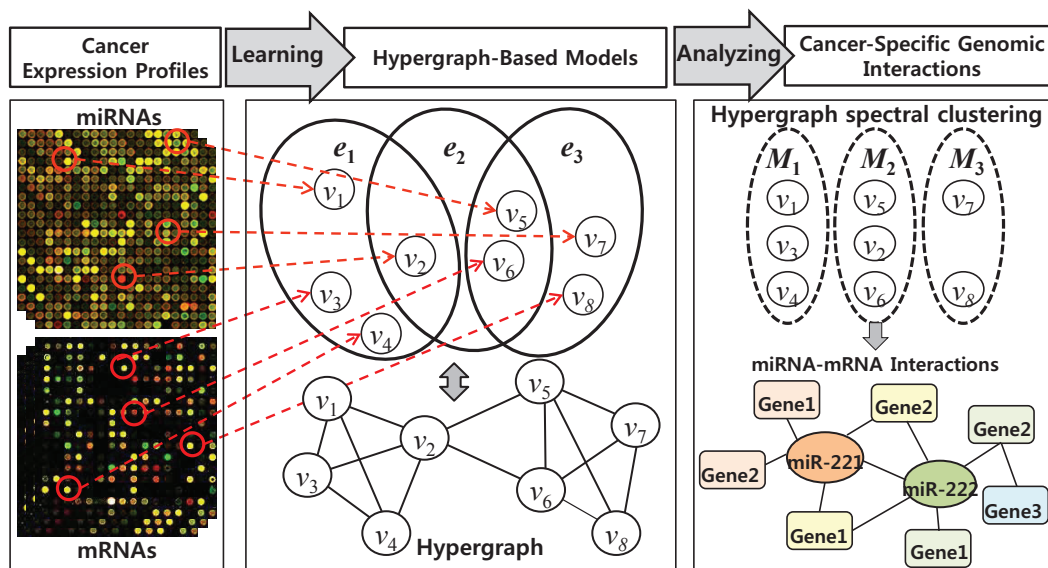 Cancer
Expression Profiles
Learning
Hypergraph-Based Models
Analyzing
Cancer-Specific Genomic
Interactions
miRNAs
mRNAs
e1
e2
e3
v1
v5
v7
v2
v6
v3
v8
v4
v1
v5
v2
v7
v3
v6
v4
v8
Hypergraph
Hypergraph spectral clustering
M1 M2 M3
v1 v5 v7
v3 v2
v4 v6 v8
miRNA-mRNA Interactions
Gene1
Gene2
Gene2
miR-221
Gene2
miR-222
Gene3
Gene1
Gene1